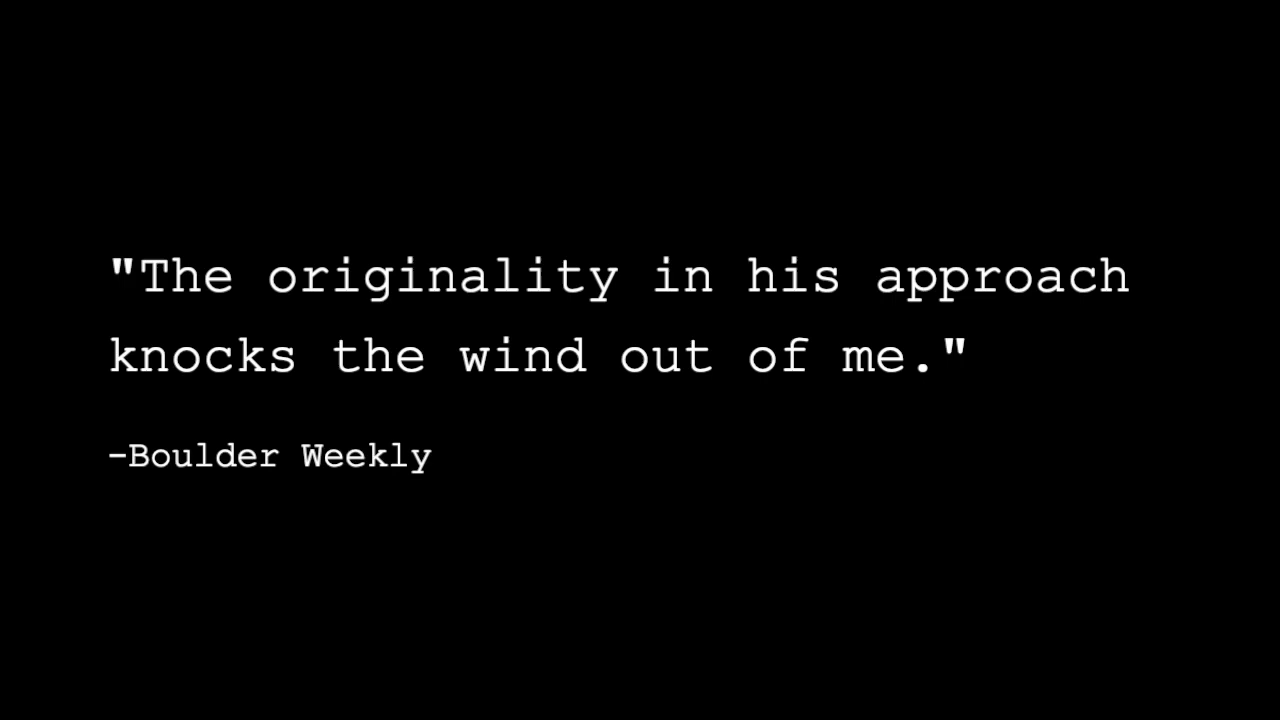 "The originality in his approach
knocks the wind out of me."
-Boulder Weekly